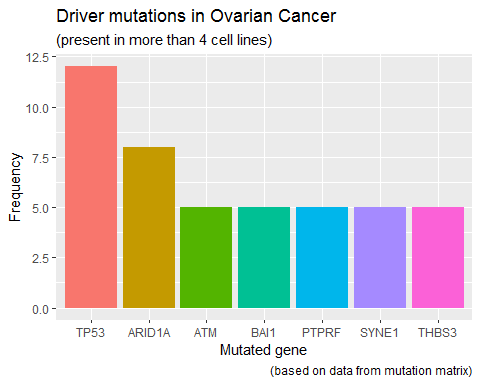 Driver mutations in Ovarian Cancer
(present in more than 4 cell lines)
Frequency
12.5
10.0
7.5
5.0
2.5
0.0
TP53 ARID1A ATM BAI1 PTPRF SYNE1 THBS3
Mutated gene
(based on data from mutation matrix)